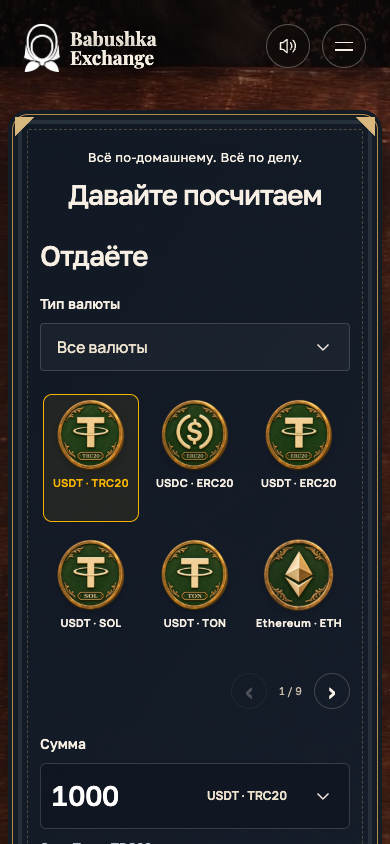 Babushka
Exchange
Всё по-домашнему. Всё по делу.
Давайте посчитаем
Отдаёте
Тип валюты
Все валюты
TRC20
ERC20
ERC20
USDT · TRC20
USDC · ERC20
USDT · ERC20
SOL
TON
USDT · SOL
USDT · TON
Ethereum · ETH
1 / 9
Сумма
1000
USDT · TRC20